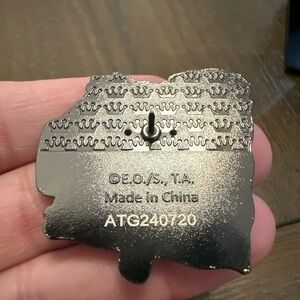 ©E.O./S., T.A.
Made in China
ATG240720